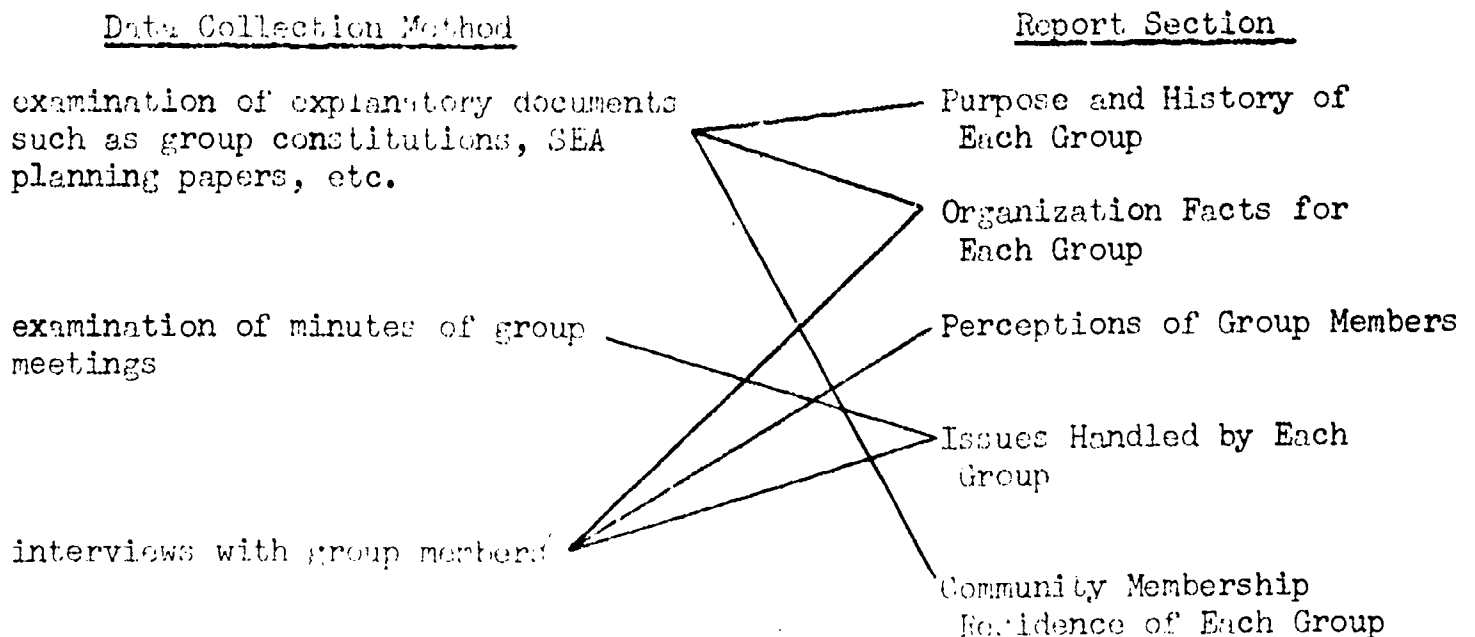 Data Collection Method
Report Section
examination of explanatory documents
such as group constitutions, SEA
planning papers, etc.
examination of minutes of group
meetings
interviews with group members
Purpose and History of
Each Group
Organization Facts for
Each Group
Perceptions of Group Members
Issues Handled by Each
Group
Community Membership
Residence of Each Group